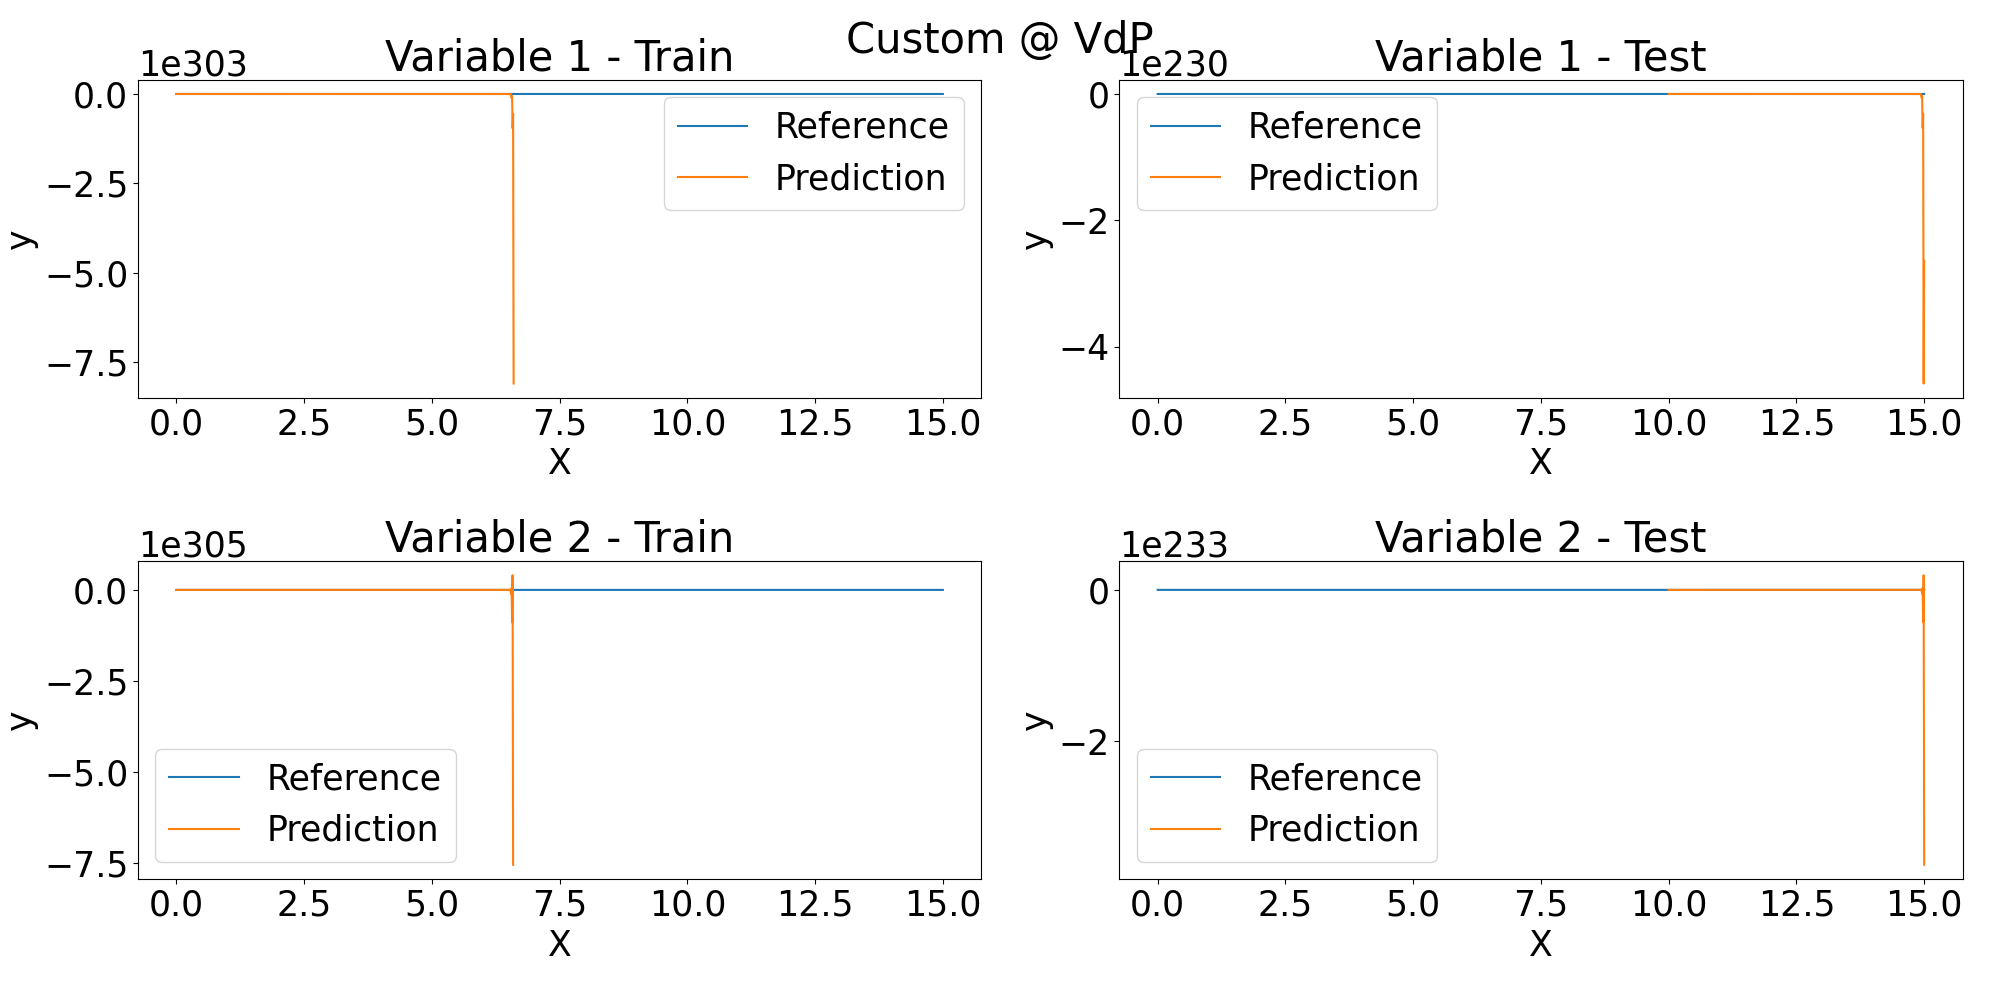 Custom @ VdP
Variable 1 - Train
1e303
0.0
−2.5
−5.0
−7.5
y
Reference
Prediction
0.0 2.5 5.0 7.5 10.0 12.5 15.0
X
Variable 1 - Test
1e230
0
−2
−4
y
Reference
Prediction
0.0 2.5 5.0 7.5 10.0 12.5 15.0
X
Variable 2 - Train
1e305
0.0
−2.5
−5.0
−7.5
y
Reference
Prediction
0.0 2.5 5.0 7.5 10.0 12.5 15.0
X
Variable 2 - Test
1e233
0
−2
y
Reference
Prediction
0.0 2.5 5.0 7.5 10.0 12.5 15.0
X